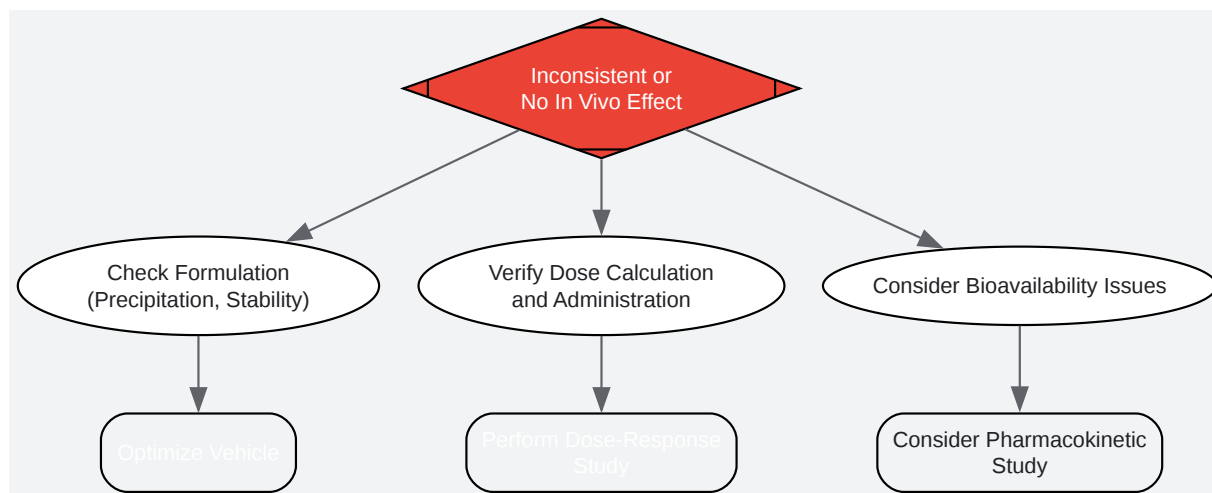 Inconsistent or
No In Vivo Effect
Check Formulation
(Precipitation, Stability)
Verify Dose Calculation
and Administration
Consider Bioavailability Issues
Optimize Vehicle
Perform Dose-Response
Study
Consider Pharmacokinetic
Study